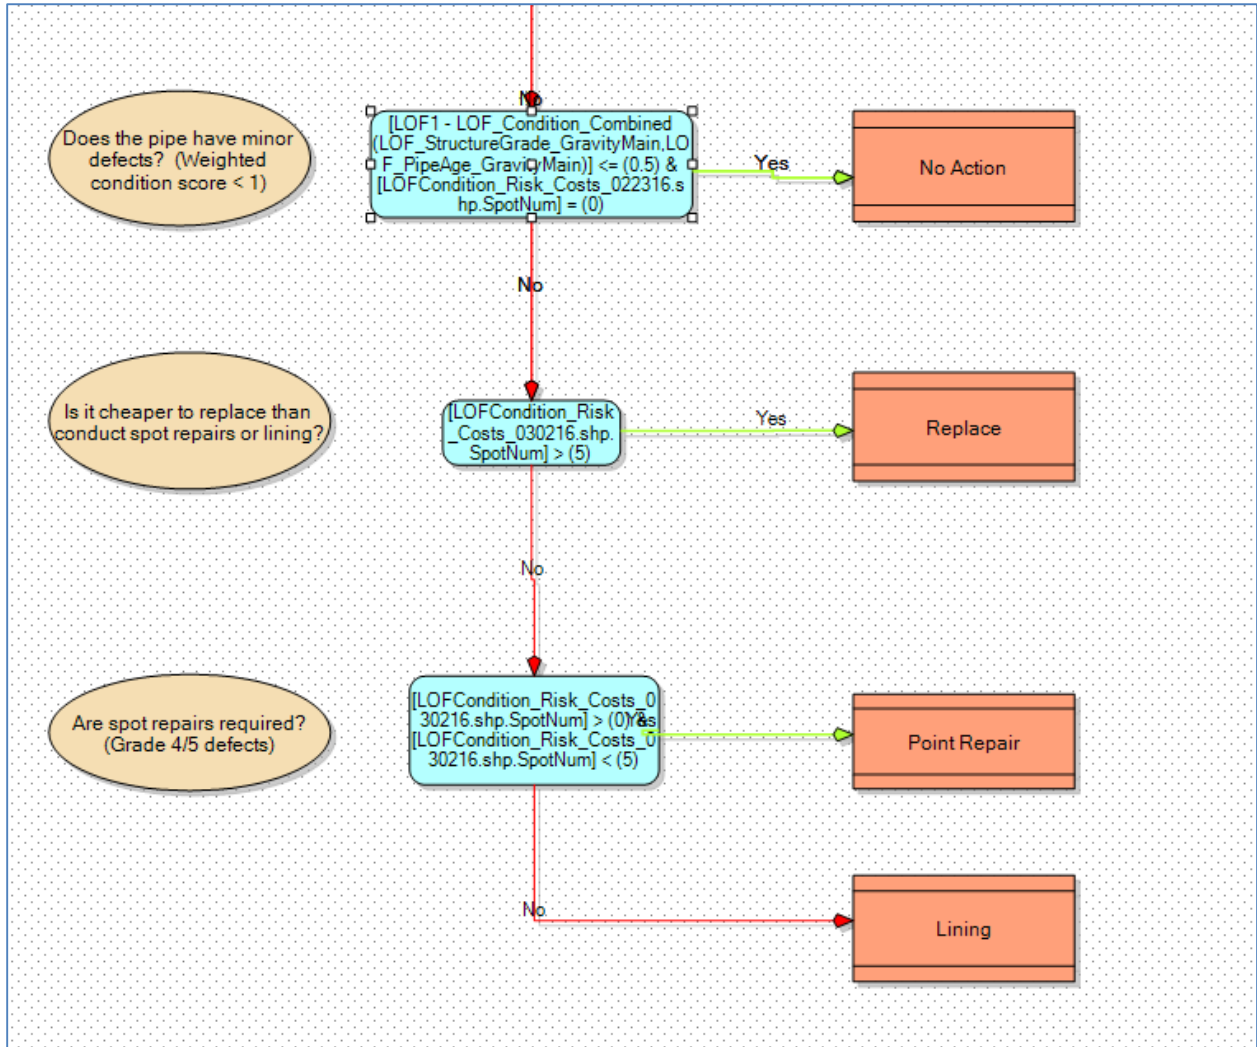 No
Does the pipe have minor
defects?  (Weighted
condition score < 1)
[LOF1 - LOF_Condition_Combined
(LOF_StructureGrade_GravityMain,LO
F_PipeAge_GravityMain)] <= (0.5) &
[LOFCondition_Risk_Costs_022316.s
hp.SpotNum] = (0)
Yes
No Action
No
Is it cheaper to replace than
conduct spot repairs or lining?
[LOFCondition_Risk
_Costs_030216.shp.
SpotNum] > (5)
Yes
Replace
No
Are spot repairs required?
(Grade 4/5 defects)
[LOFCondition_Risk_Costs_0
30216.shp.SpotNum] > (0) &
[LOFCondition_Risk_Costs_0
30216.shp.SpotNum] < (5)
Yes
Point Repair
No
Lining